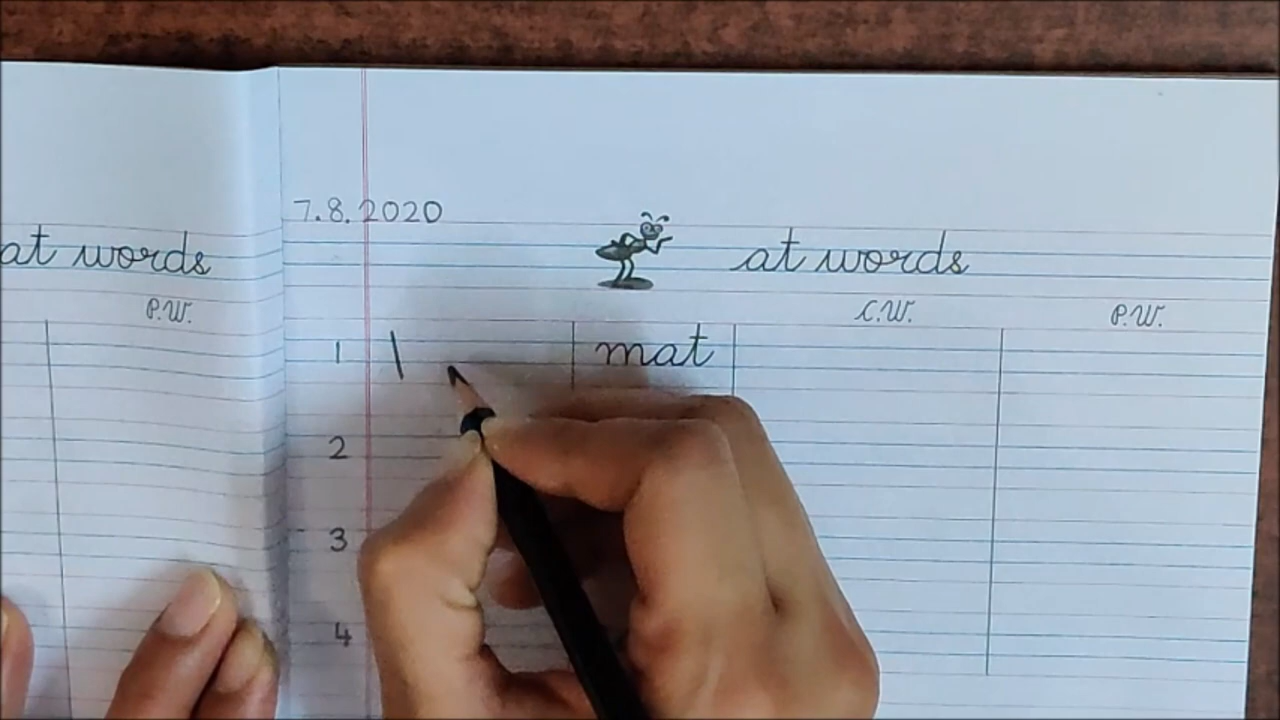 7.8.2020
at words at words
P.W. C.W. P.W.
1 mat
2
3
4